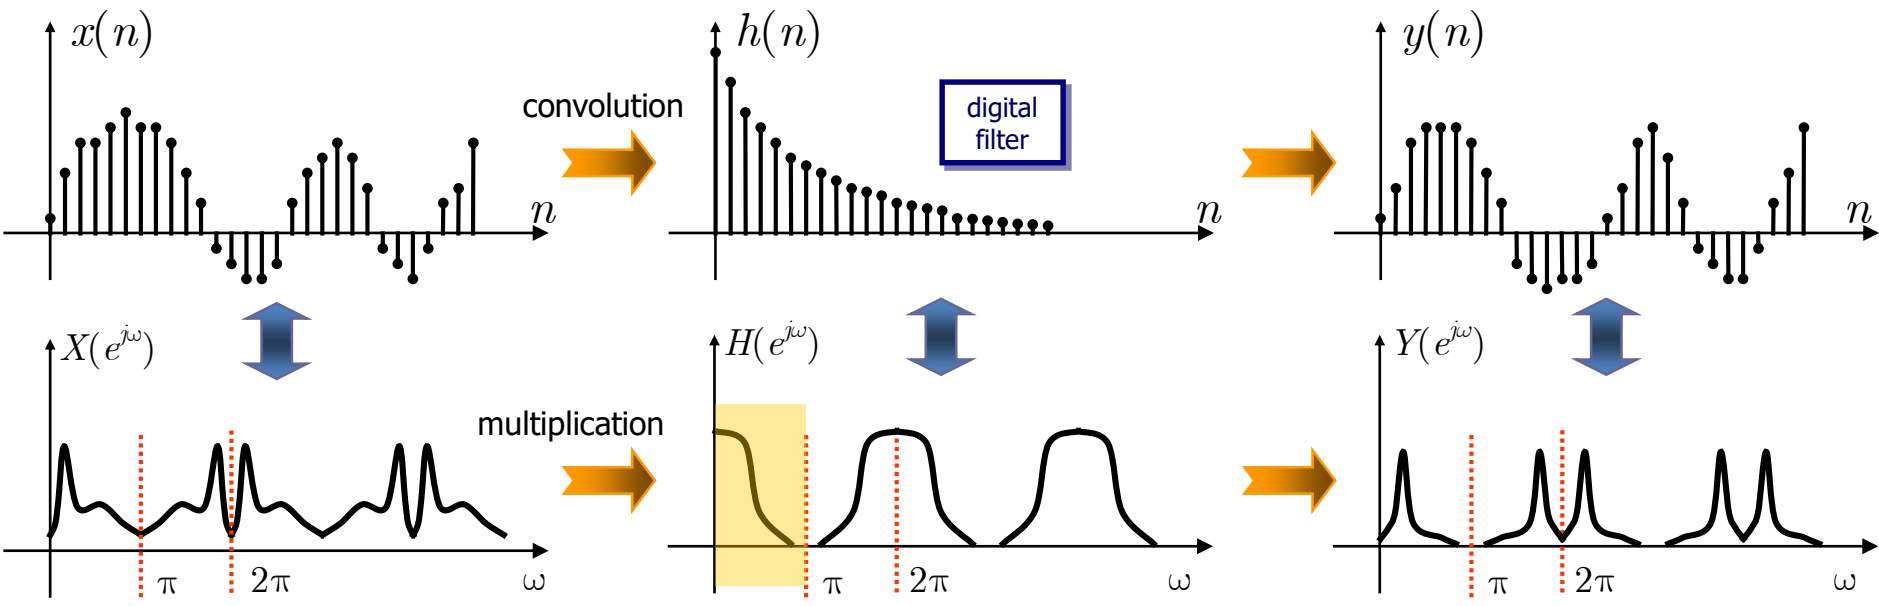 x(n)
h(n)
y(n)
convolution
digital
filter
n
n
n
X(e^{jω})
H(e^{jω})
Y(e^{jω})
multiplication
π
2π
ω
π
2π
ω
π
2π
ω